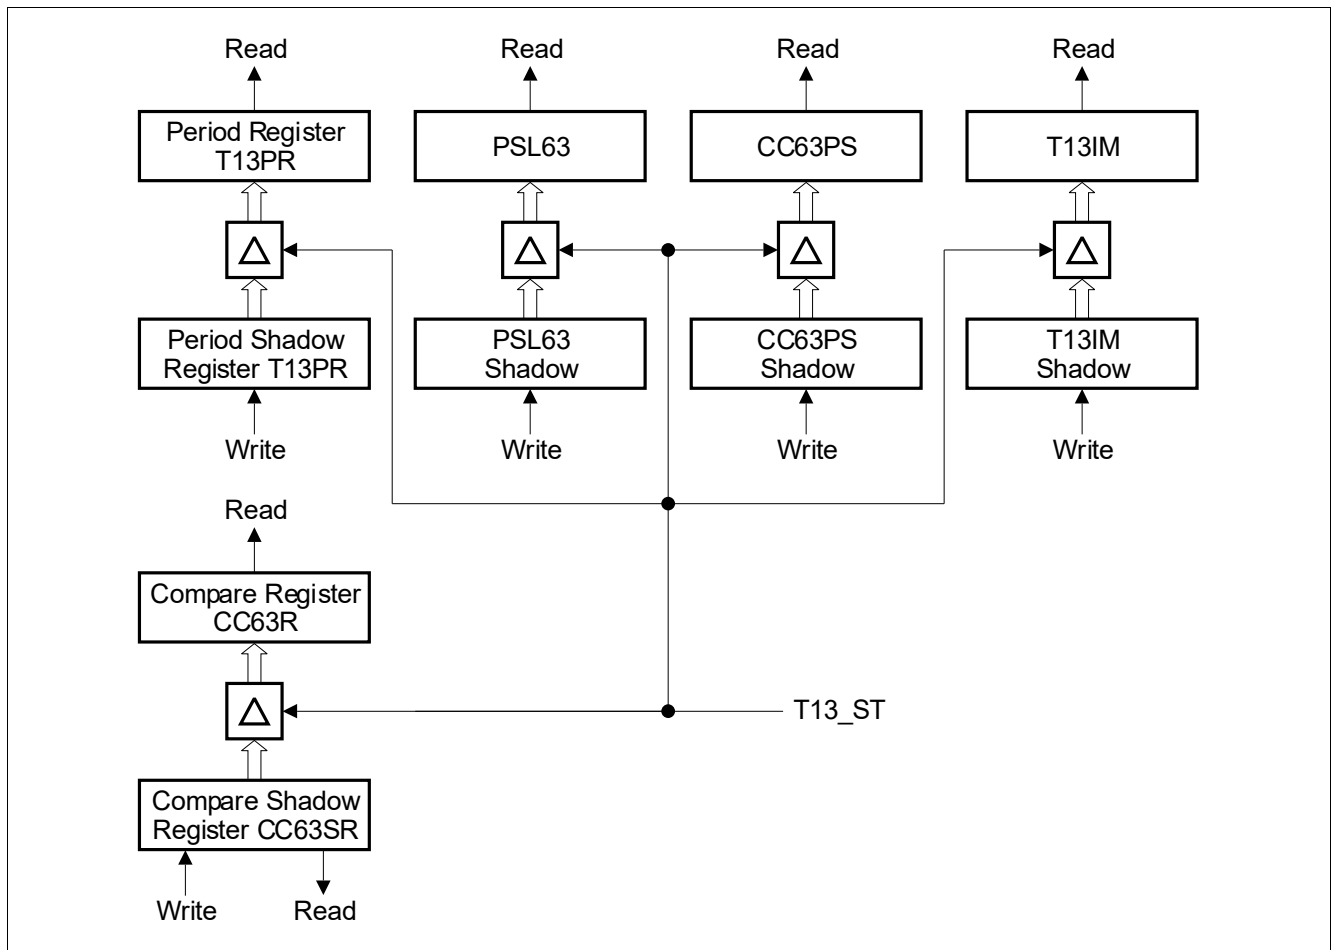 Read
Read
Read
Read
Period Register
T13PR
PSL63
CC63PS
T13IM
Period Shadow
Register T13PR
PSL63
Shadow
CC63PS
Shadow
T13IM
Shadow
Write
Write
Write
Write
Read
Compare Register
CC63R
T13_ST
Compare Shadow
Register CC63SR
Write
Read